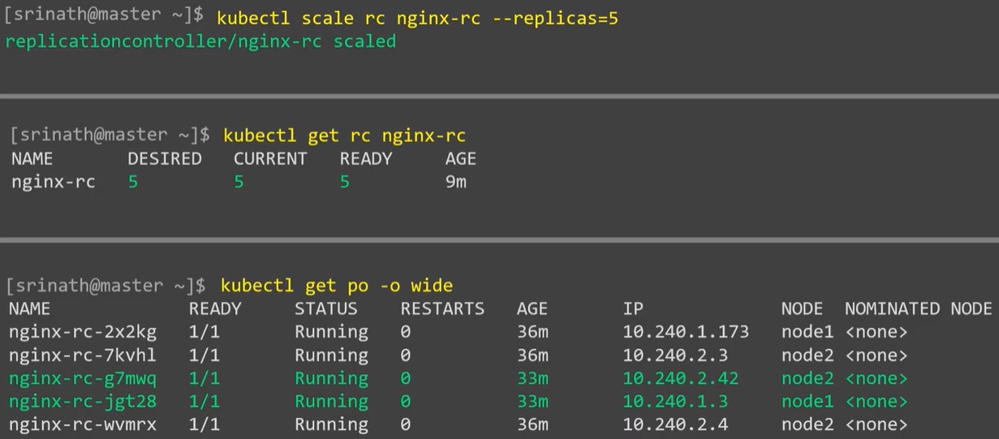 [srinath@master ~]$ kubectl scale rc nginx-rc --replicas=5
replicationcontroller/nginx-rc scaled
[srinath@master ~]$ kubectl get rc nginx-rc
NAME DESIRED CURRENT READY AGE
nginx-rc 5 5 5 9m
[srinath@master ~]$ kubectl get po -o wide
NAME READY STATUS RESTARTS AGE IP NODE NOMINATED NODE
nginx-rc-2x2kg 1/1 Running 0 36m 10.240.1.173 node1 <none>
nginx-rc-7kvhl 1/1 Running 0 36m 10.240.2.3 node2 <none>
nginx-rc-g7mwq 1/1 Running 0 33m 10.240.2.42 node2 <none>
nginx-rc-jgt28 1/1 Running 0 33m 10.240.1.3 node1 <none>
nginx-rc-wvmrx 1/1 Running 0 36m 10.240.2.4 node2 <none>